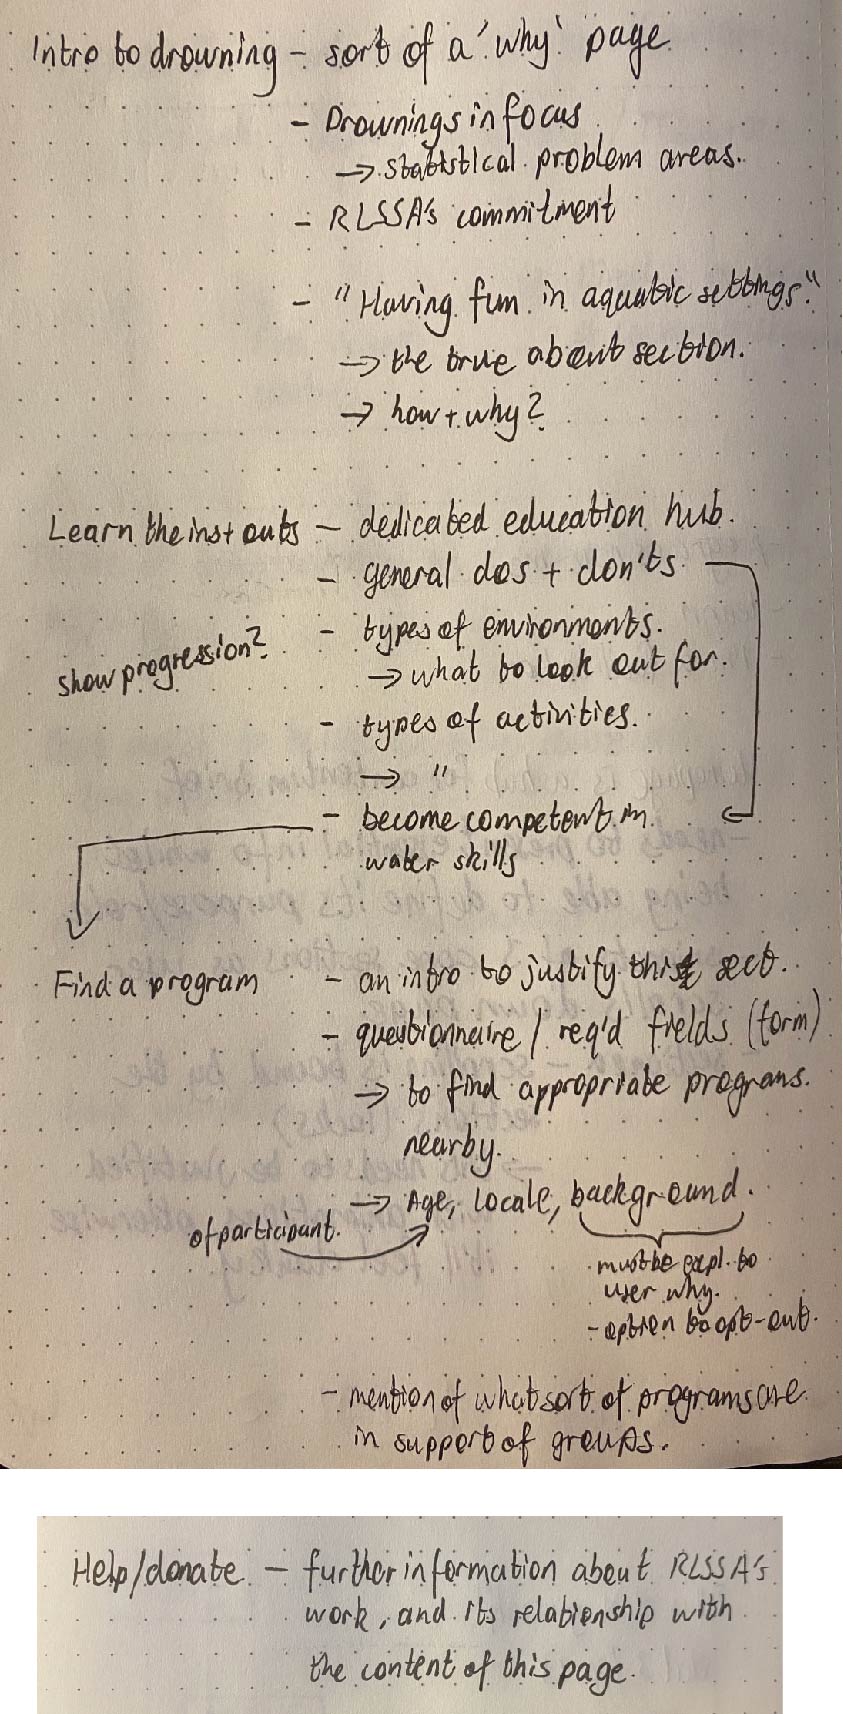 Intro to drowning - sort of a 'why' page
- Drownings in focus
→ statistical problem areas.
- RLSSA's commitment
- "Having fun in aquatic settings."
→ the true about section.
→ how + why?
Learn the ins + outs - dedicated education hub.
- general dos + don'ts
- types of environments.
show progression?
→ what to look out for.
- types of activities.
→ "
- become competent in
water skills
Find a program - an intro to justify this sect.
- questionnaire / req'd fields (form)
→ to find appropriate programs
nearby.
→ Age, locale, background.
of participant.
must be expl. to
user why.
- option to opt-out.
- mention of what sort of programs are
in support of groups.
Help/donate - further information about RLSSA's
work, and its relationship with
the content of this page.